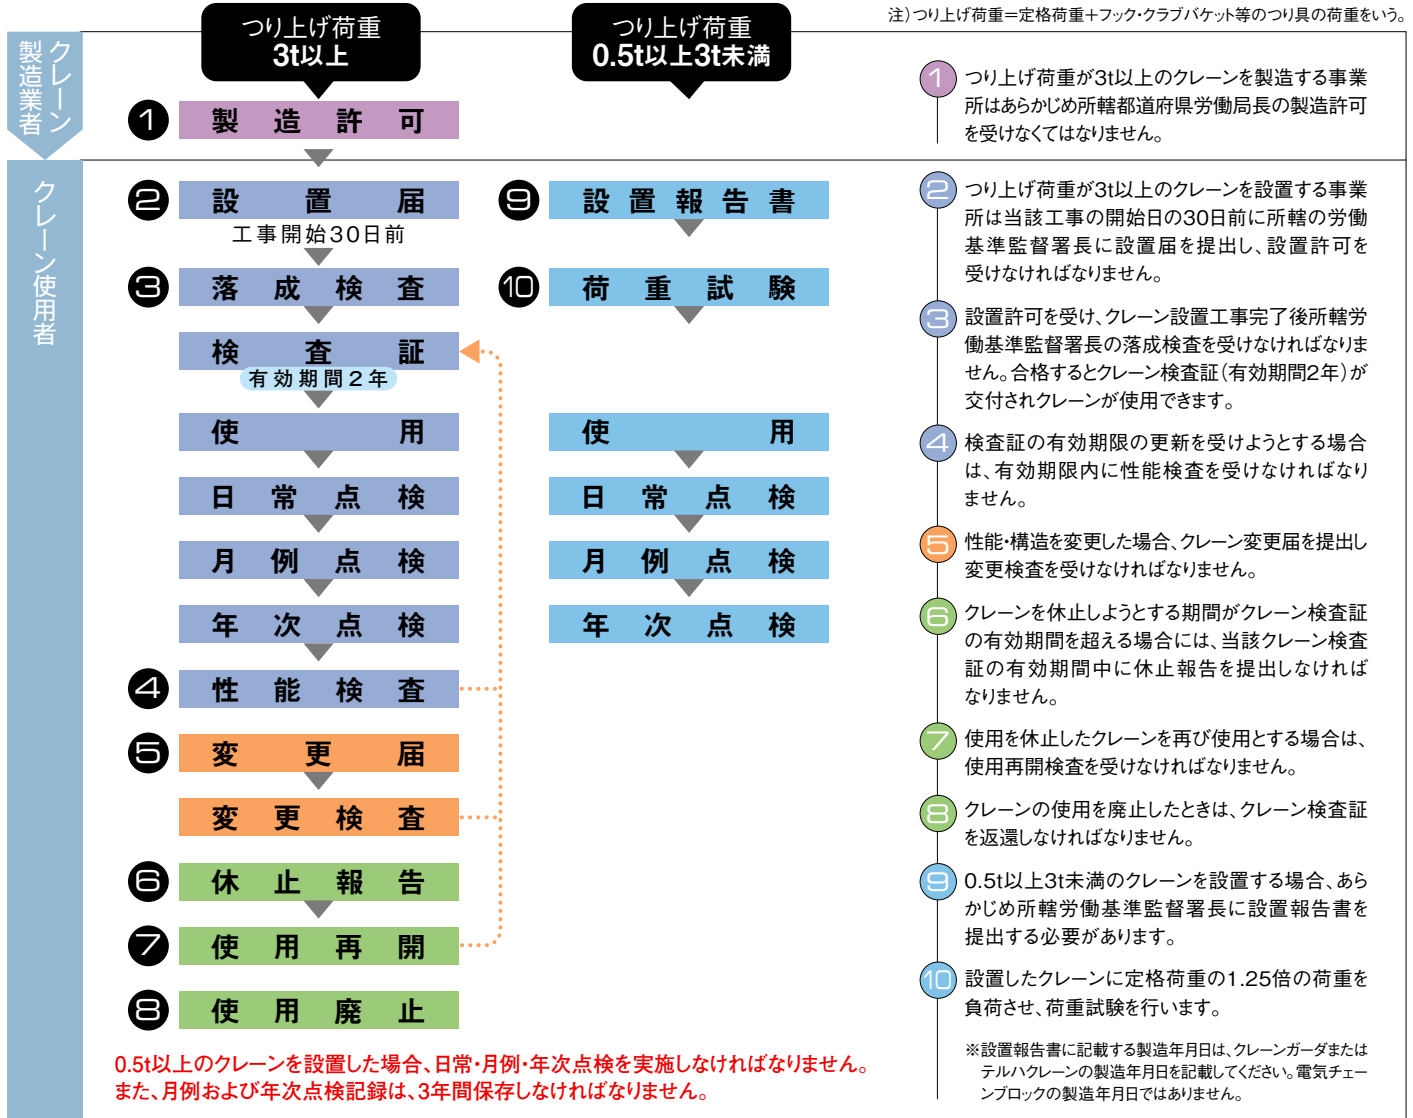 注)つり上げ荷重=定格荷重+フック・クラブバケット等のつり具の荷重をいう。
クレーン
製造業者
クレーン使用者
つり上げ荷重
3t以上
① 製造許可
② 設置届
工事開始30日前
③ 落成検査
検査証
有効期間2年
使用
日常点検
月例点検
年次点検
④ 性能検査
⑤ 変更届
変更検査
⑥ 休止報告
⑦ 使用再開
⑧ 使用廃止
つり上げ荷重
0.5t以上3t未満
⑨ 設置報告書
⑩ 荷重試験
使用
日常点検
月例点検
年次点検
0.5t以上のクレーンを設置した場合、日常・月例・年次点検を実施しなければなりません。
また、月例および年次点検記録は、3年間保存しなければなりません。
① つり上げ荷重が3t以上のクレーンを製造する事業
所はあらかじめ所轄都道府県労働局長の製造許可
を受けなくてはなりません。
② つり上げ荷重が3t以上のクレーンを設置する事業
所は当該工事の開始日の30日前に所轄の労働
基準監督署長に設置届を提出し、設置許可を
受けなければなりません。
③ 設置許可を受け、クレーン設置工事完了後所轄労
働基準監督署長の落成検査を受けなければなりま
せん。合格するとクレーン検査証(有効期間2年)が
交付されクレーンが使用できます。
④ 検査証の有効期限の更新を受けようとする場合
は、有効期限内に性能検査を受けなければなり
ません。
⑤ 性能・構造を変更した場合、クレーン変更届を提出し
変更検査を受けなければなりません。
⑥ クレーンを休止しようとする期間がクレーン検査証
の有効期間を超える場合には、当該クレーン検査
証の有効期間中に休止報告を提出しなければ
なりません。
⑦ 使用を休止したクレーンを再び使用とする場合は、
使用再開検査を受けなければなりません。
⑧ クレーンの使用を廃止したときは、クレーン検査証
を返還しなければなりません。
⑨ 0.5t以上3t未満のクレーンを設置する場合、あら
かじめ所轄労働基準監督署長に設置報告書を
提出する必要があります。
⑩ 設置したクレーンに定格荷重の1.25倍の荷重を
負荷させ、荷重試験を行います。
※設置報告書に記載する製造年月日は、クレーンガーダまたは
テルハクレーンの製造年月日を記載してください。電気チェー
ンブロックの製造年月日ではありません。